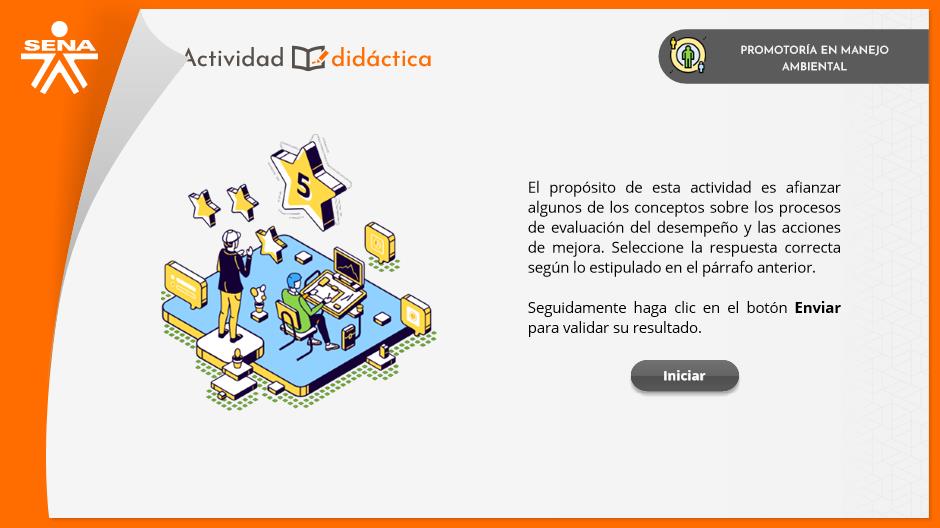 SENA
Actividad didáctica
PROMOTORÍA EN MANEJO
AMBIENTAL
5
El propósito de esta actividad es afianzar
algunos de los conceptos sobre los procesos
de evaluación del desempeño y las acciones
de mejora. Seleccione la respuesta correcta
según lo estipulado en el párrafo anterior.
Seguidamente haga clic en el botón Enviar
para validar su resultado.
Iniciar